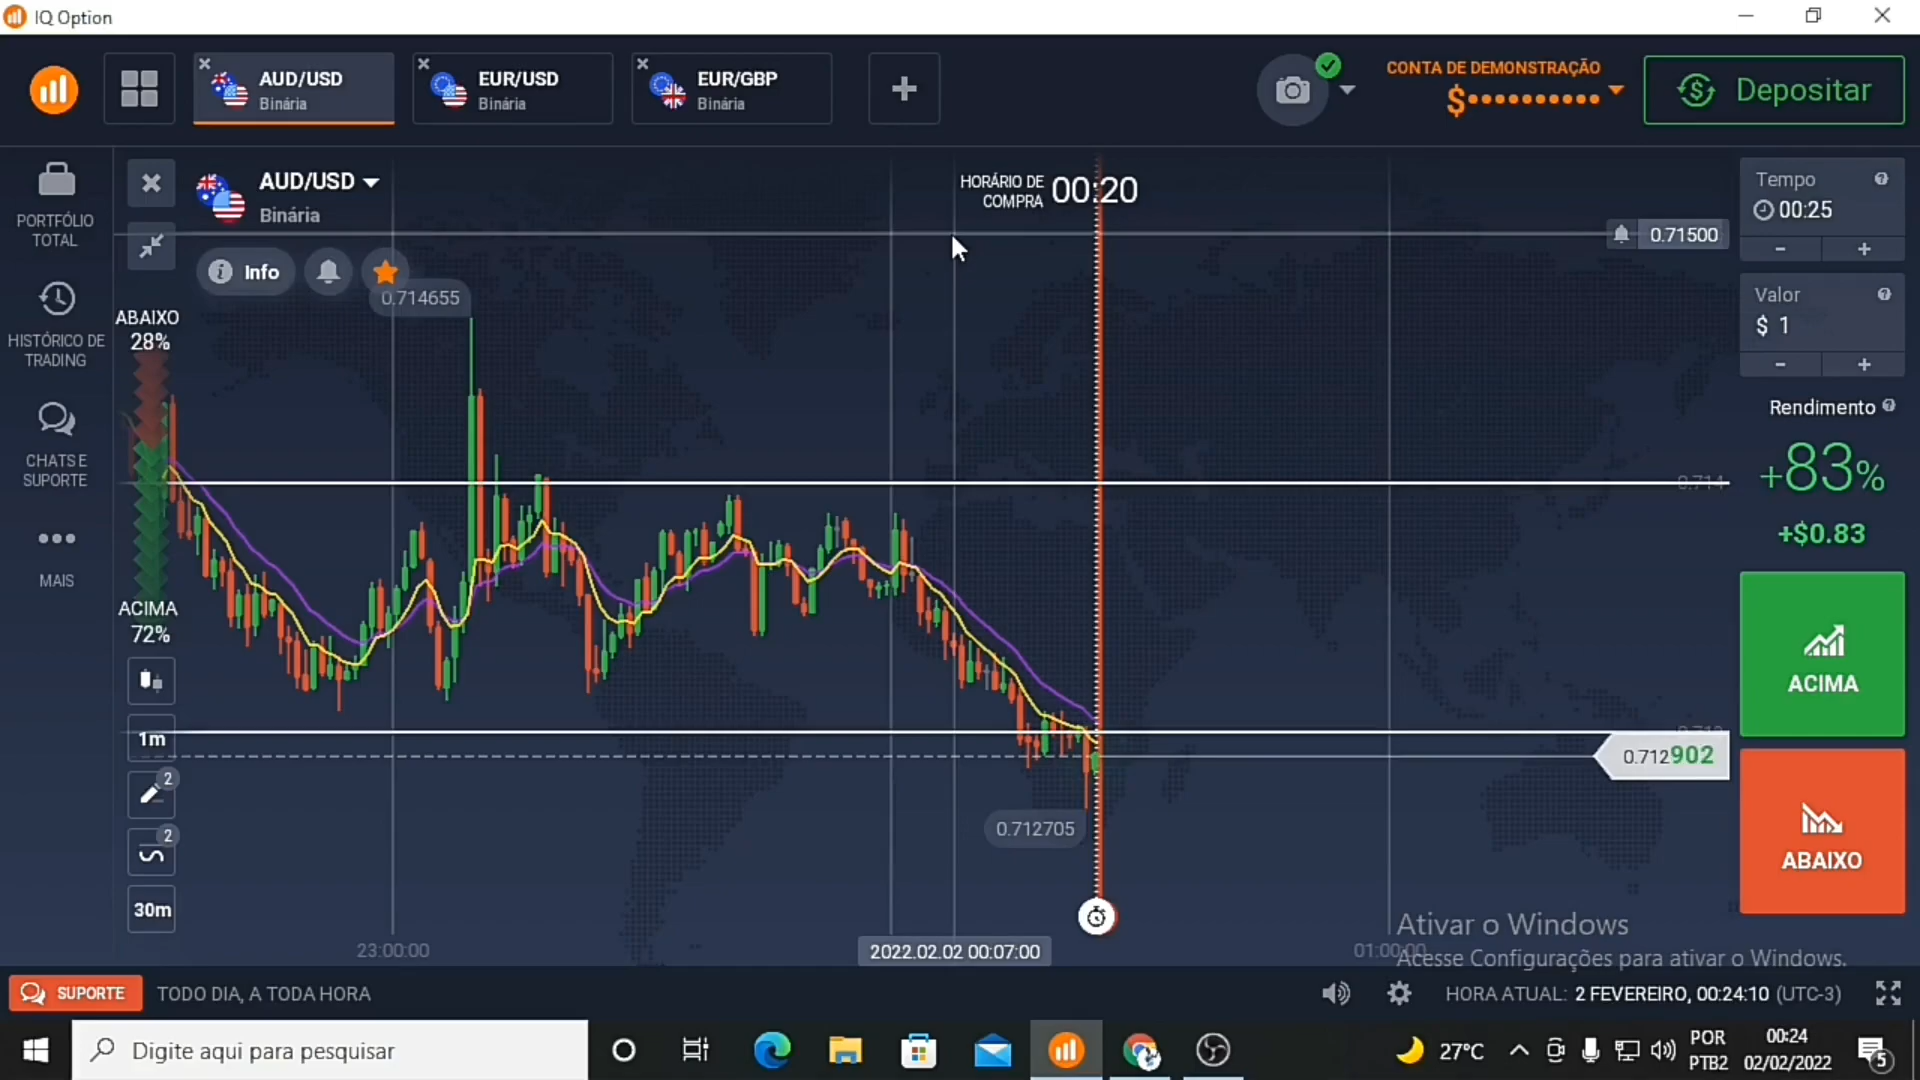 IQ Option
AUD/USD
Binária
EUR/USD
Binária
EUR/GBP
Binária
CONTA DE DEMONSTRAÇÃO
$••••••••••
Depositar
PORTFÓLIO
TOTAL
HISTÓRICO DE
TRADING
CHATS E
SUPORTE
MAIS
AUD/USD
Binária
Info
HORÁRIO DE
COMPRA
00:20
0.71500
0.714655
ABAIXO
28%
ACIMA
72%
0.714
0.712902
0.712705
1m
2
2
30m
23:00:00
2022.02.02 00:07:00
01:00:00
Tempo
00:25
-
+
Valor
$ 1
-
+
Rendimento
+83%
+$0.83
ACIMA
ABAIXO
Ativar o Windows
Acesse Configurações para ativar o Windows.
SUPORTE
TODO DIA, A TODA HORA
HORA ATUAL: 2 FEVEREIRO, 00:24:10 (UTC-3)
Digite aqui para pesquisar
27°C
POR
PTB2
00:24
02/02/2022
5